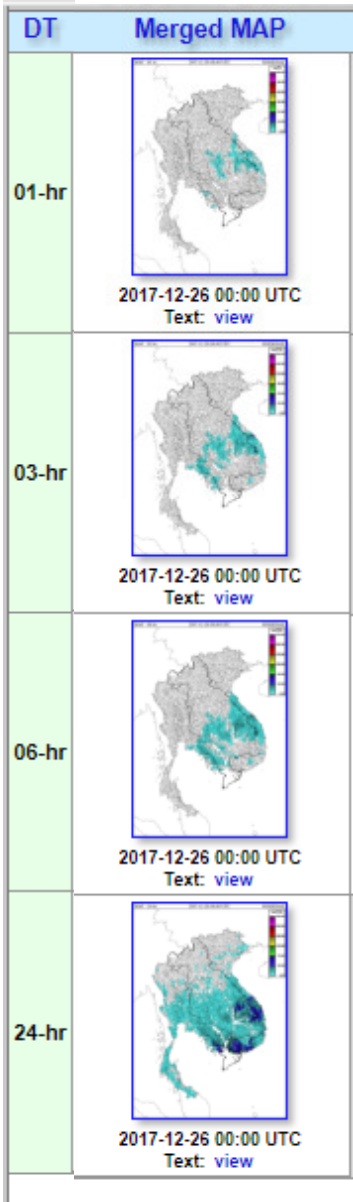 DT Merged MAP
01-hr
2017-12-26 00:00 UTC
Text: view
03-hr
2017-12-26 00:00 UTC
Text: view
06-hr
2017-12-26 00:00 UTC
Text: view
24-hr
2017-12-26 00:00 UTC
Text: view